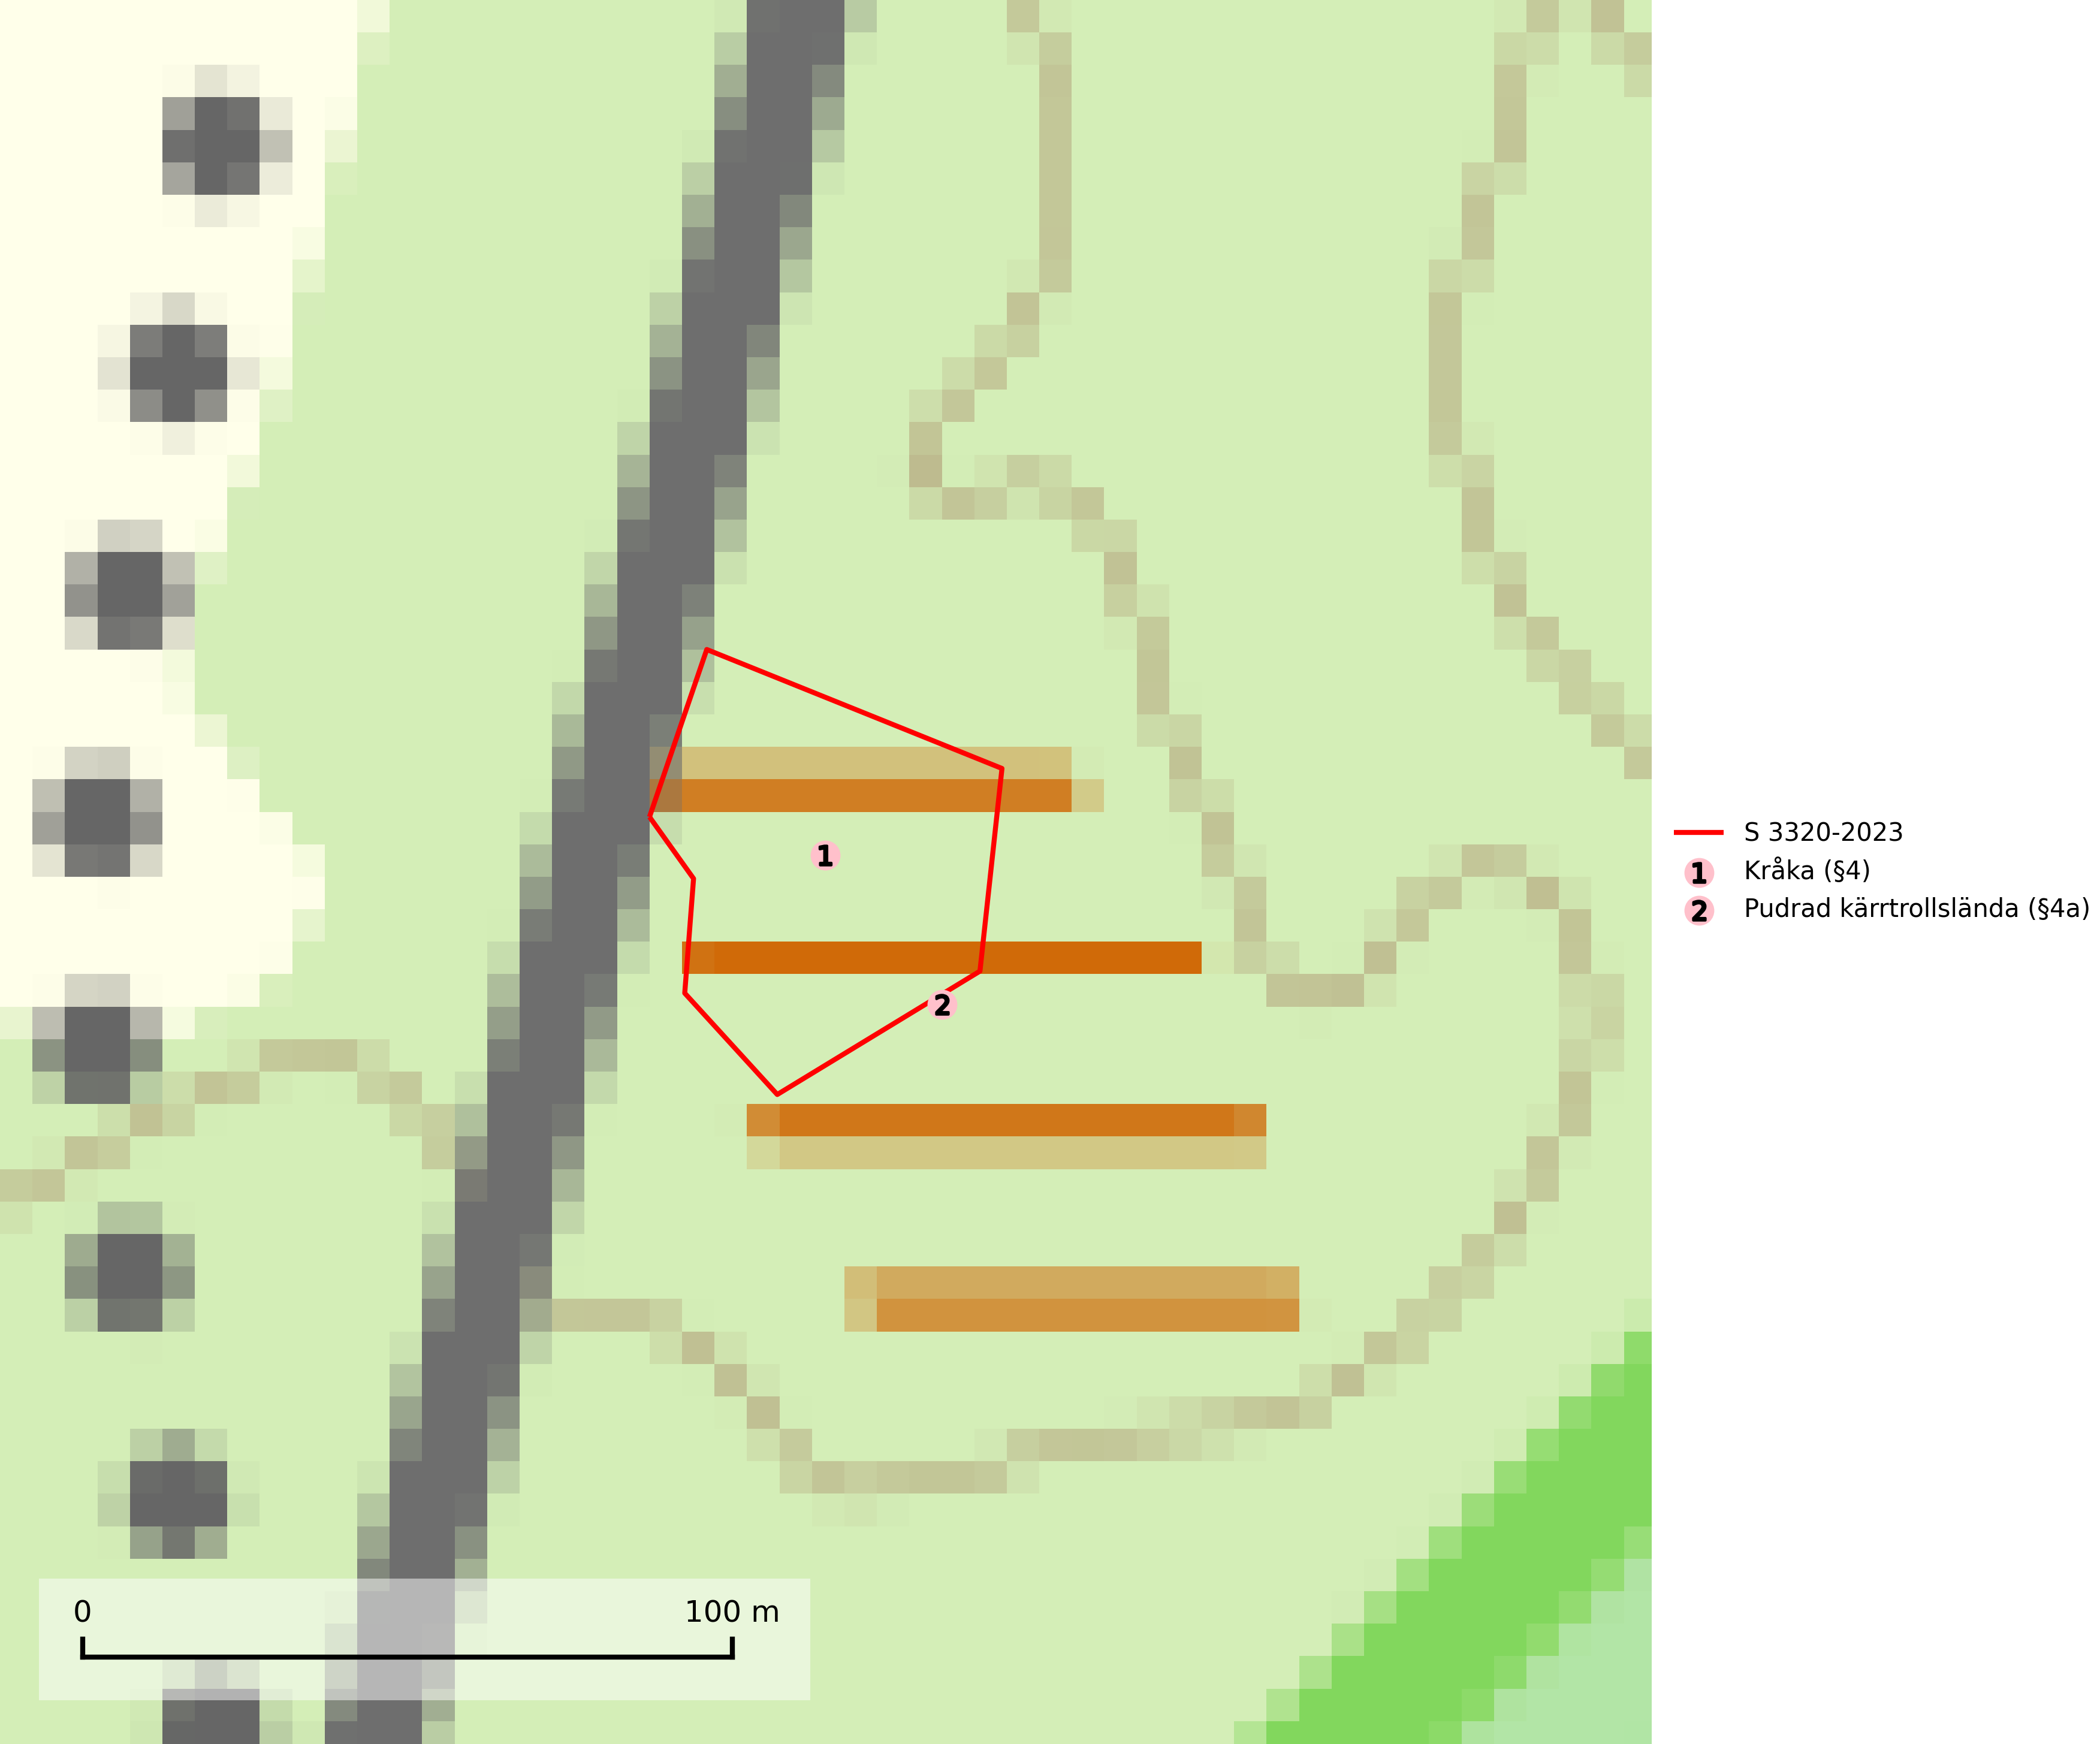 1
2
0 100 m
S 3320-2023
1 Kråka (§4)
2 Pudrad kärrtrollslända (§4a)